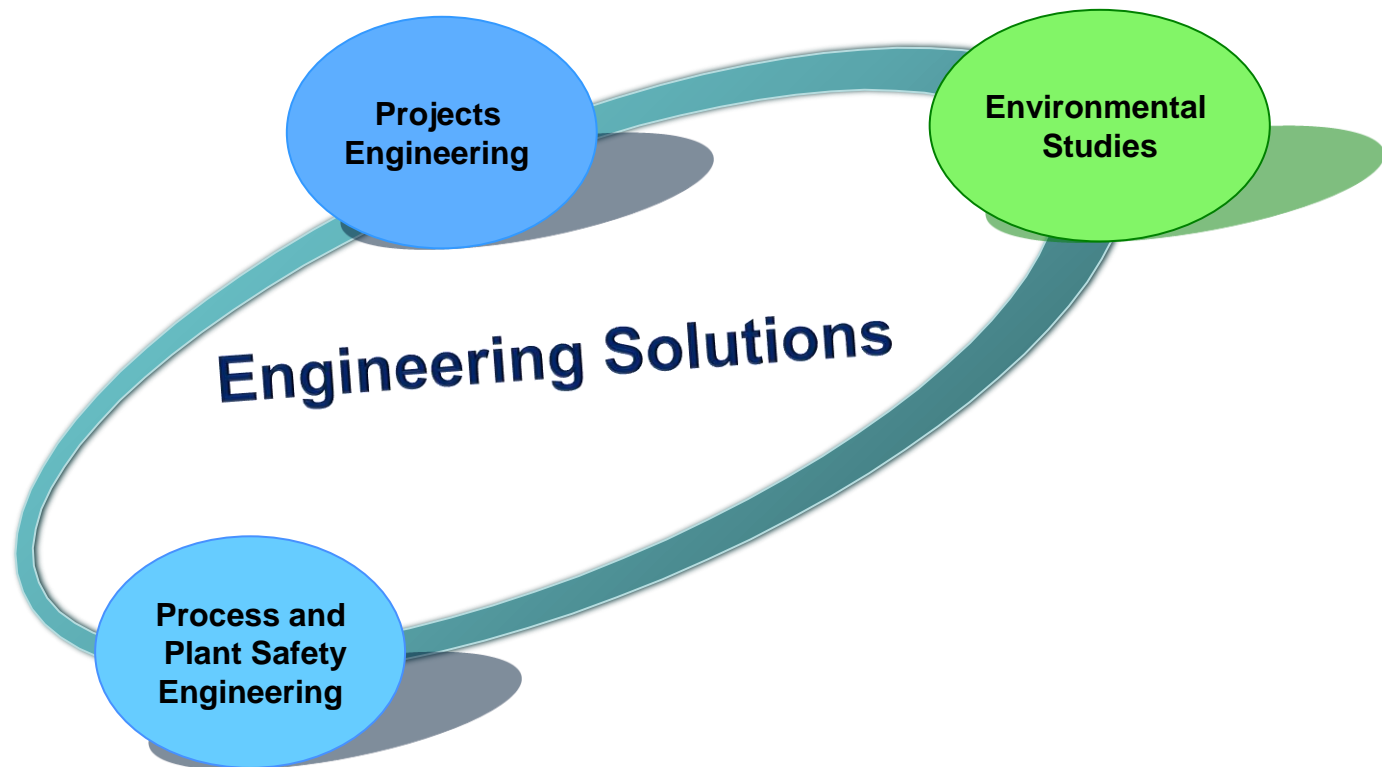 Projects
Engineering
Environmental
Studies
Engineering Solutions
Process and
Plant Safety
Engineering